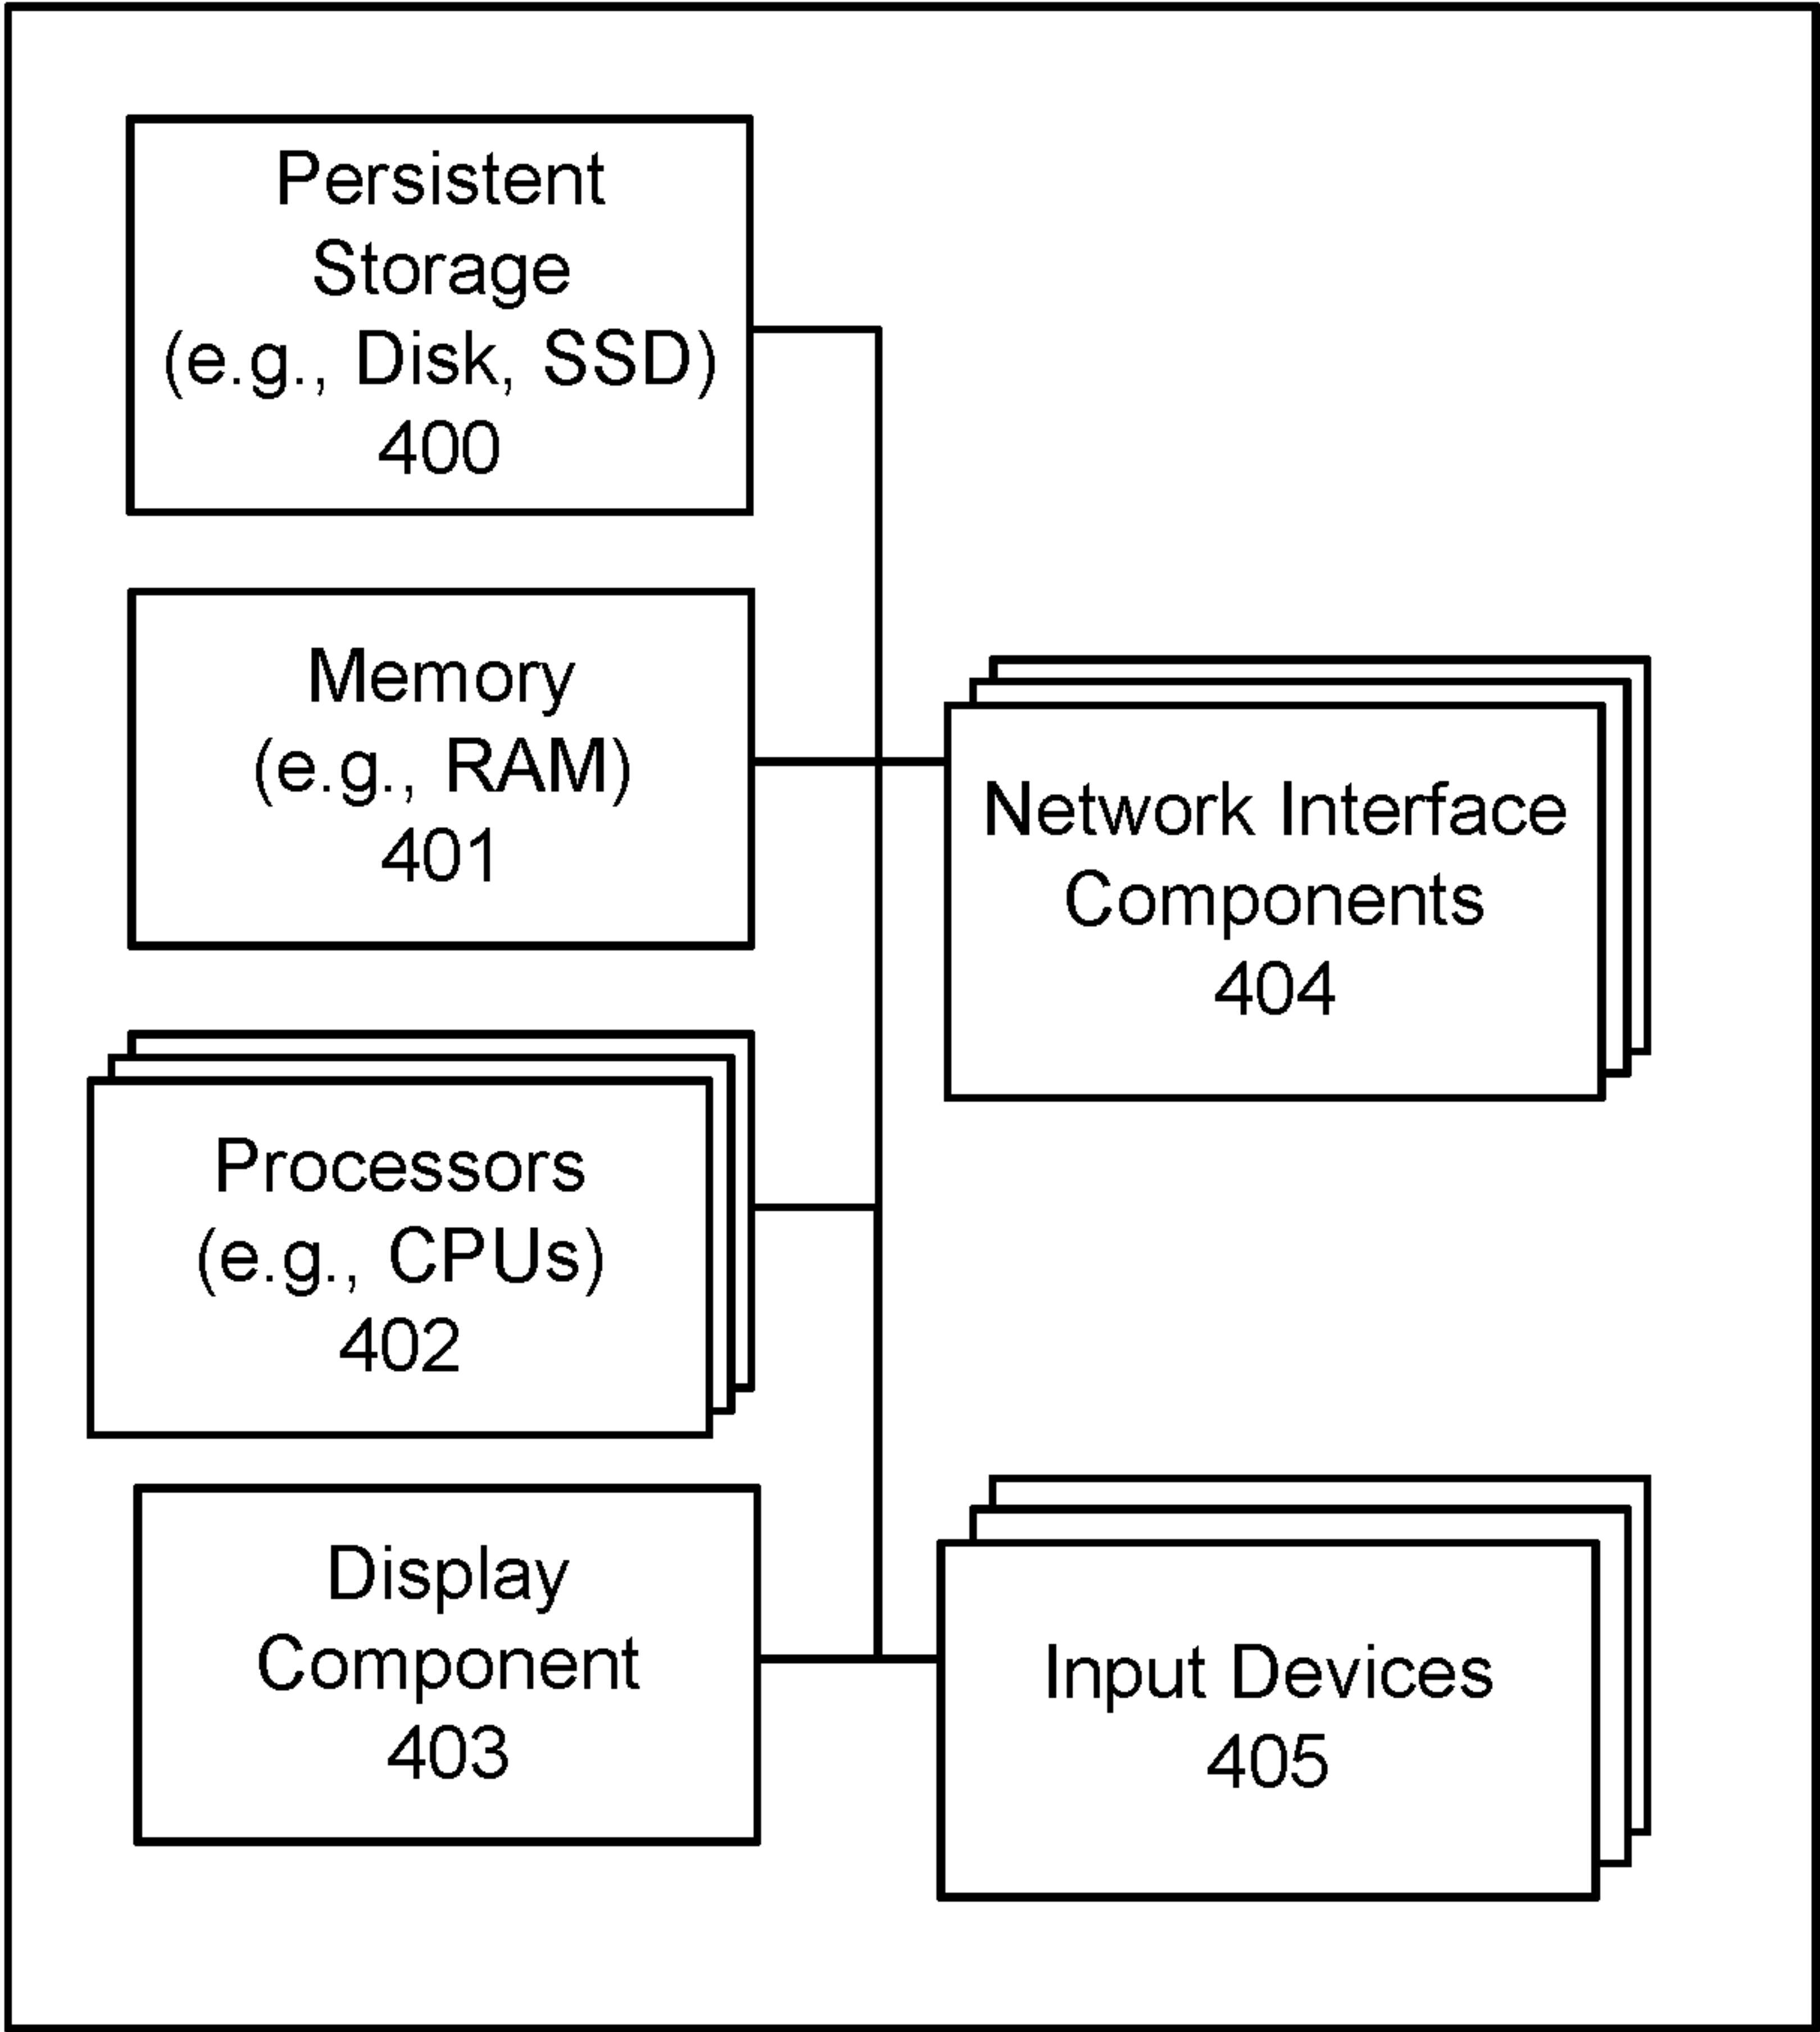 Persistent
Storage
(e.g., Disk, SSD)
400
Memory
(e.g., RAM)
401
Network Interface
Components
404
Processors
(e.g., CPUs)
402
Display
Component
403
Input Devices
405